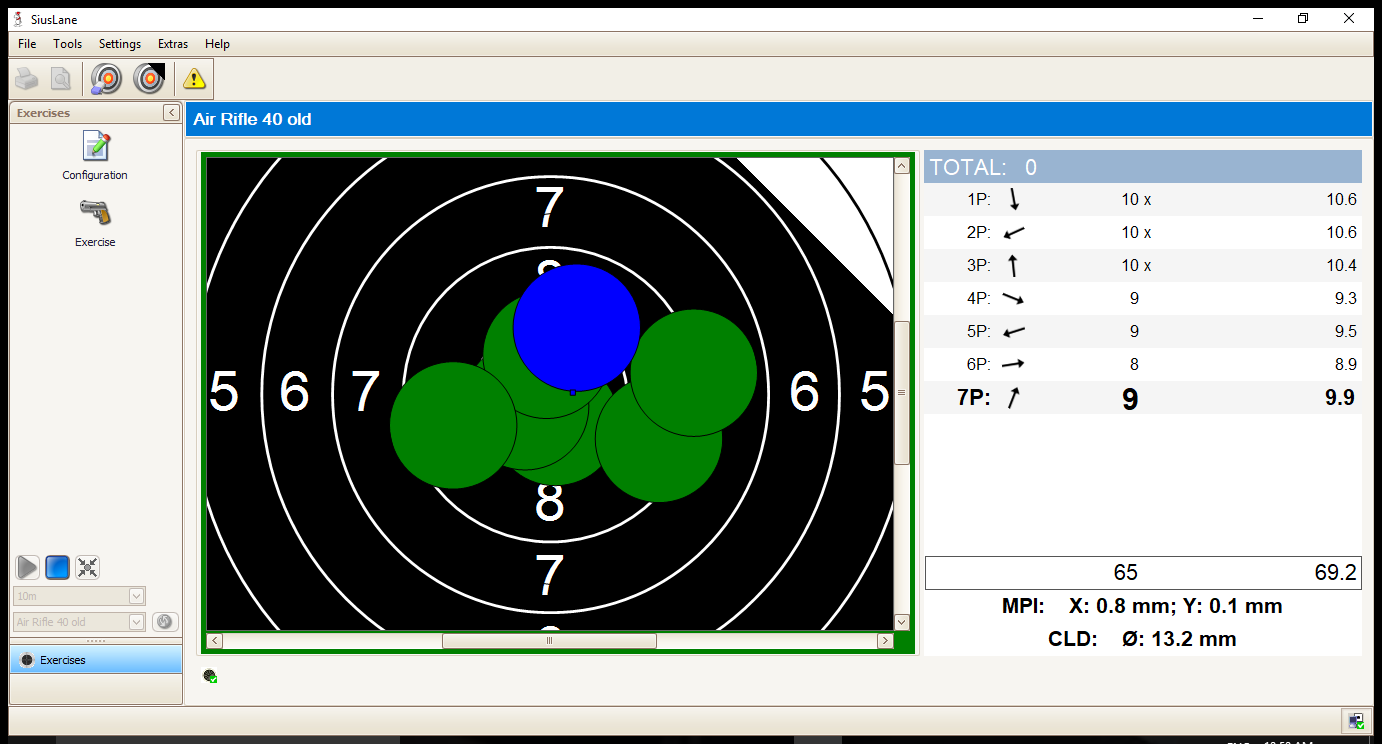 SiusLane
File Tools Settings Extras Help
Exercises
Configuration
Exercise
10m
Air Rifle 40 old
Exercises
Air Rifle 40 old
7
5 6 7 6 5
8
7
TOTAL: 0
1P: 10 x 10.6
2P: 10 x 10.6
3P: 10 x 10.4
4P: 9 9.3
5P: 9 9.5
6P: 8 8.9
7P: 9 9.9
65 69.2
MPI: X: 0.8 mm; Y: 0.1 mm
CLD: Ø: 13.2 mm